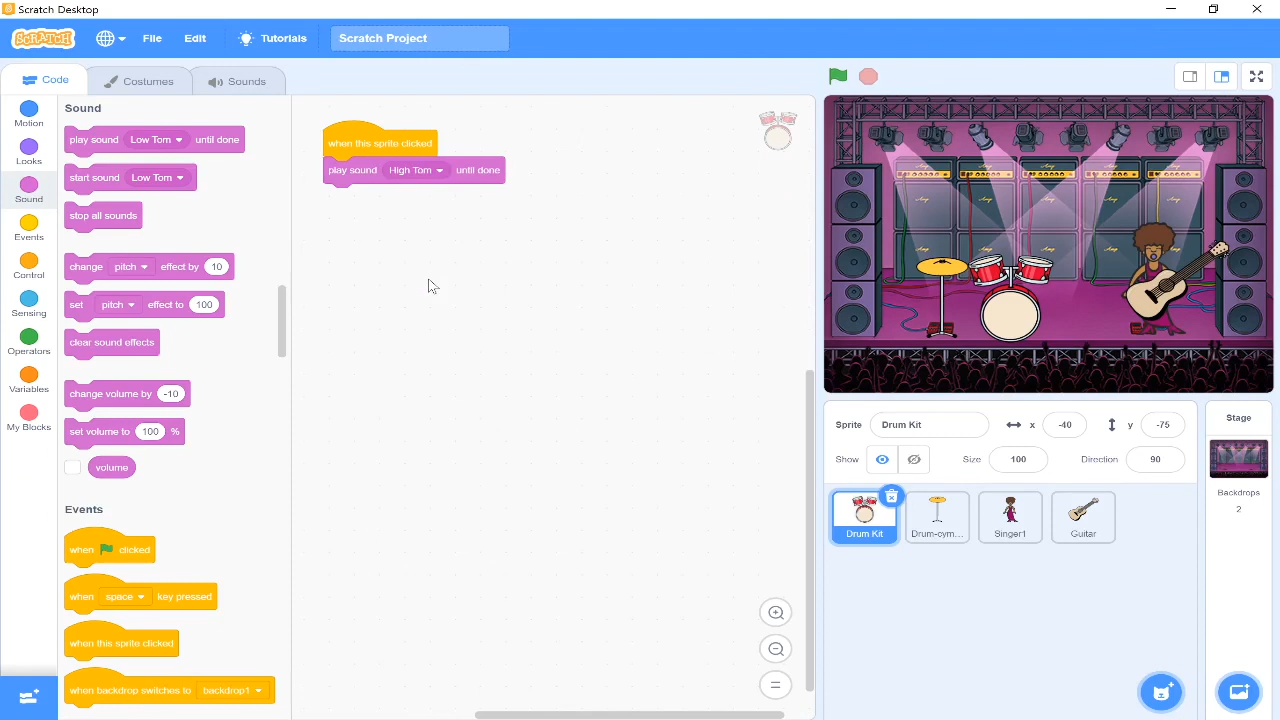 Scratch Desktop
SCRATCH File Edit Tutorials Scratch Project
Code Costumes Sounds
Motion
Looks
Sound
Events
Control
Sensing
Operators
Variables
My Blocks
Sound
play sound Low Tom until done
start sound Low Tom
stop all sounds
change pitch effect by 10
set pitch effect to 100
clear sound effects
change volume by -10
set volume to 100 %
volume
Events
when clicked
when space key pressed
when this sprite clicked
when backdrop switches to backdrop1
when this sprite clicked
play sound High Tom until done
Sprite Drum Kit x -40 y -75
Show Size 100 Direction 90
Drum Kit Drum-cym... Singer1 Guitar
Stage
Backdrops
2